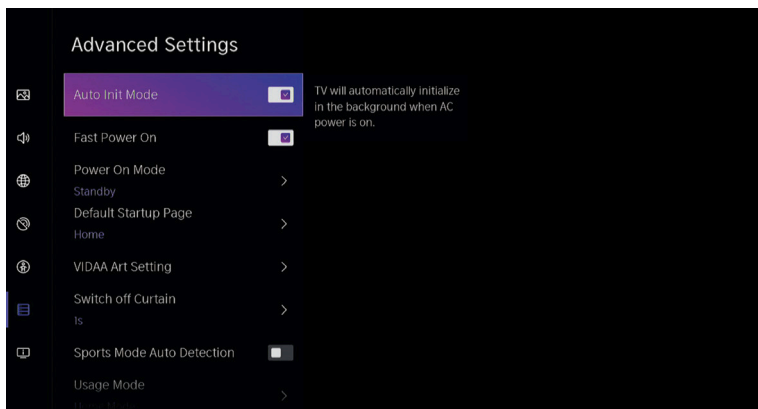 Advanced Settings
Auto Init Mode
TV will automatically initialize
in the background when AC
power is on.
Fast Power On
Power On Mode
Standby
Default Startup Page
Home
VIDAA Art Setting
Switch off Curtain
1s
Sports Mode Auto Detection
Usage Mode
Home Mode